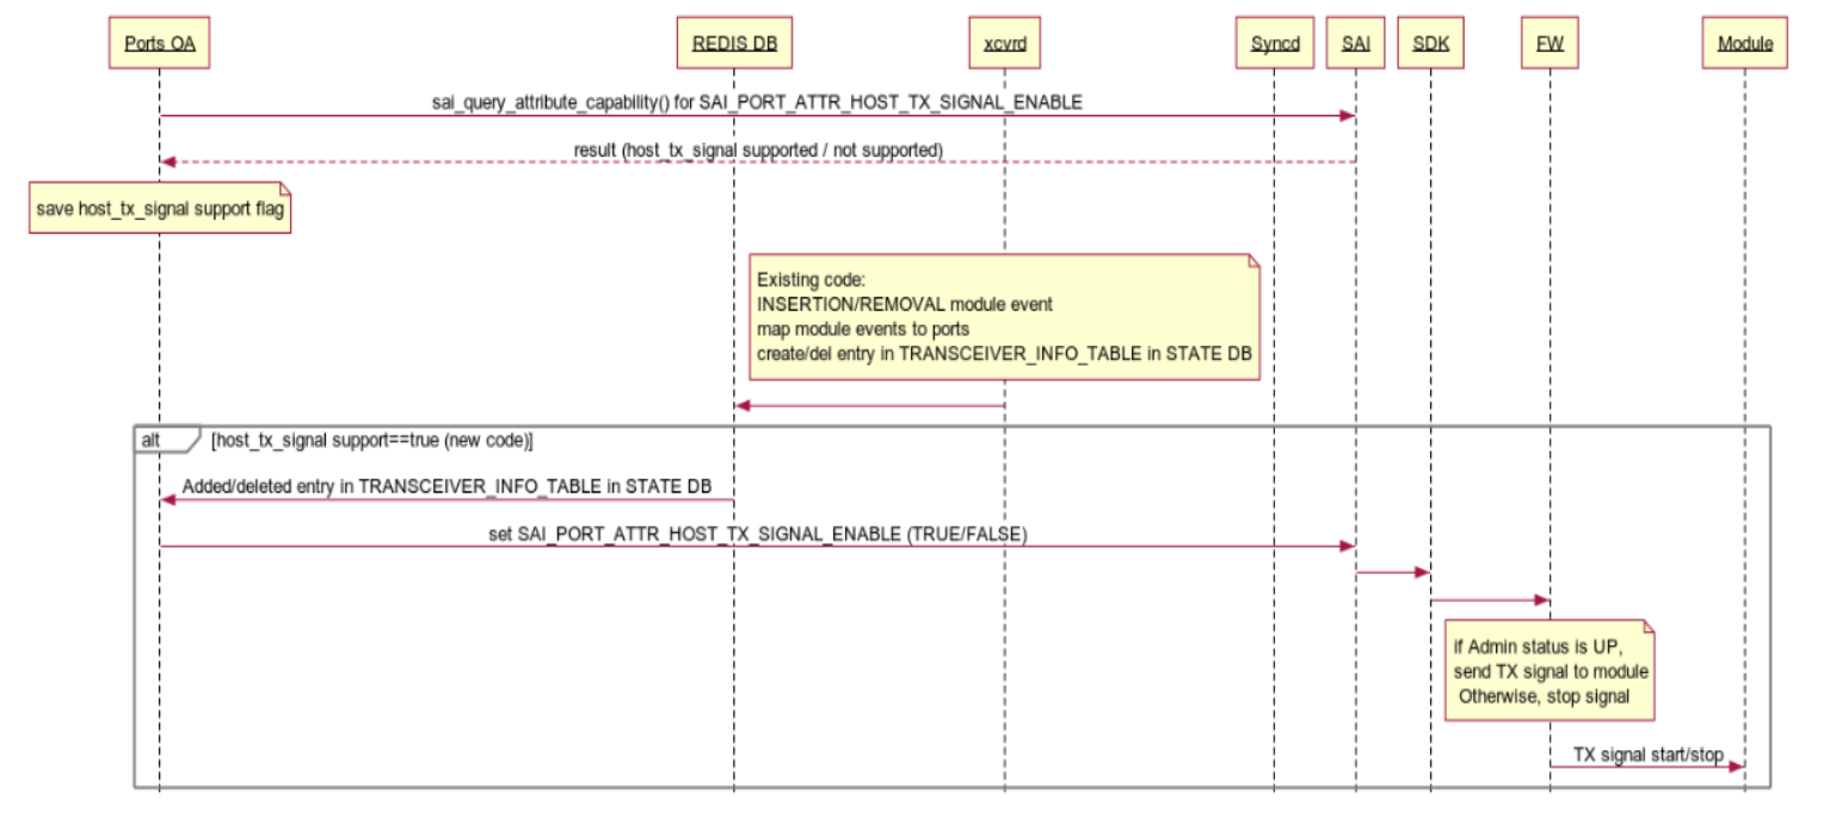 Ports OA
REDIS DB
xcvrd
Syncd
SAI
SDK
FW
Module
sai_query_attribute_capability() for SAI_PORT_ATTR_HOST_TX_SIGNAL_ENABLE
result (host_tx_signal supported / not supported)
save host_tx_signal support flag
Existing code:
INSERTION/REMOVAL module event
map module events to ports
create/del entry in TRANSCEIVER_INFO_TABLE in STATE DB
alt
[host_tx_signal support==true (new code)]
Added/deleted entry in TRANSCEIVER_INFO_TABLE in STATE DB
set SAI_PORT_ATTR_HOST_TX_SIGNAL_ENABLE (TRUE/FALSE)
if Admin status is UP,
send TX signal to module
Otherwise, stop signal
TX signal start/stop